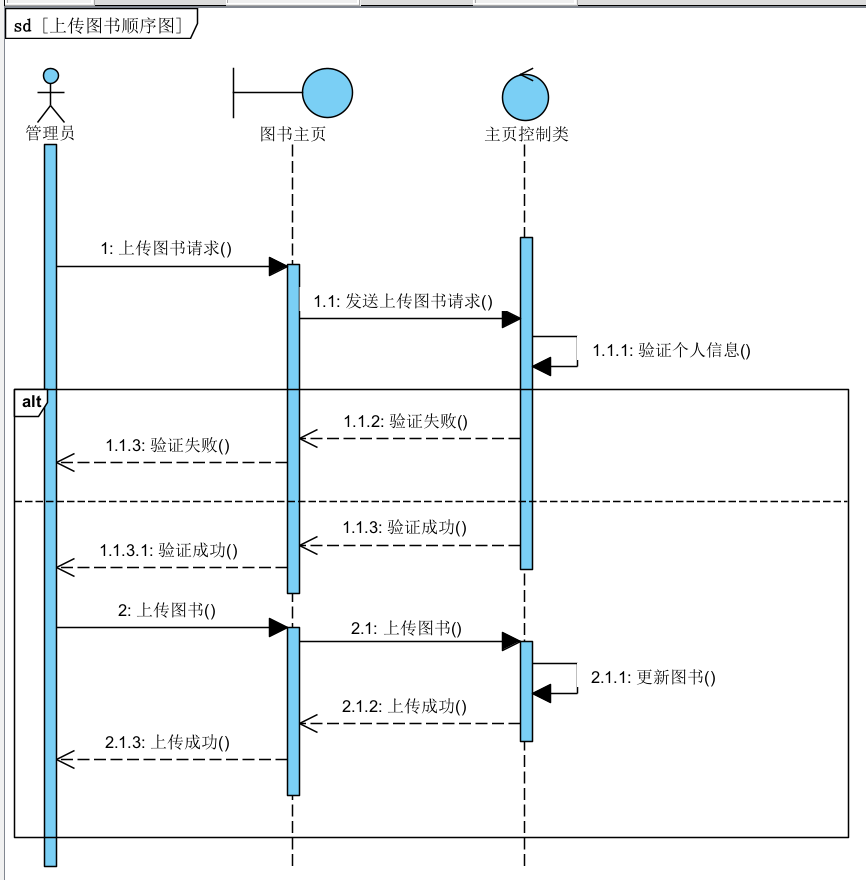 sd [上传图书顺序图]
管理员
图书主页
主页控制类
1: 上传图书请求()
1.1: 发送上传图书请求()
1.1.1: 验证个人信息()
alt
1.1.2: 验证失败()
1.1.3: 验证失败()
1.1.3: 验证成功()
1.1.3.1: 验证成功()
2: 上传图书()
2.1: 上传图书()
2.1.1: 更新图书()
2.1.2: 上传成功()
2.1.3: 上传成功()